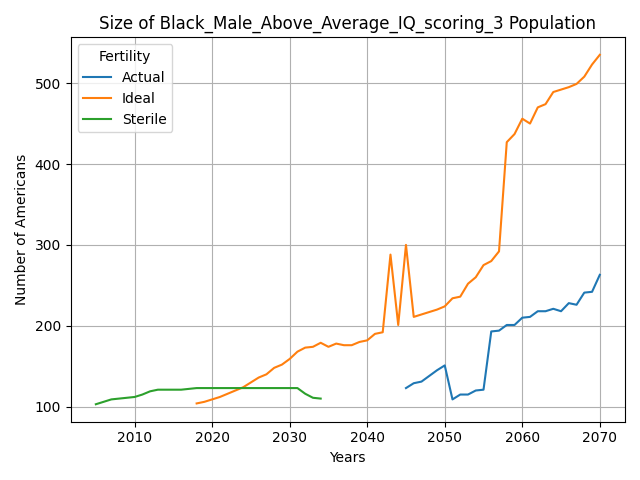 Size of Black_Male_Above_Average_IQ_scoring_3 Population
Number of Americans
500
400
300
200
100
Fertility
Actual
Ideal
Sterile
2010 2020 2030 2040 2050 2060 2070
Years